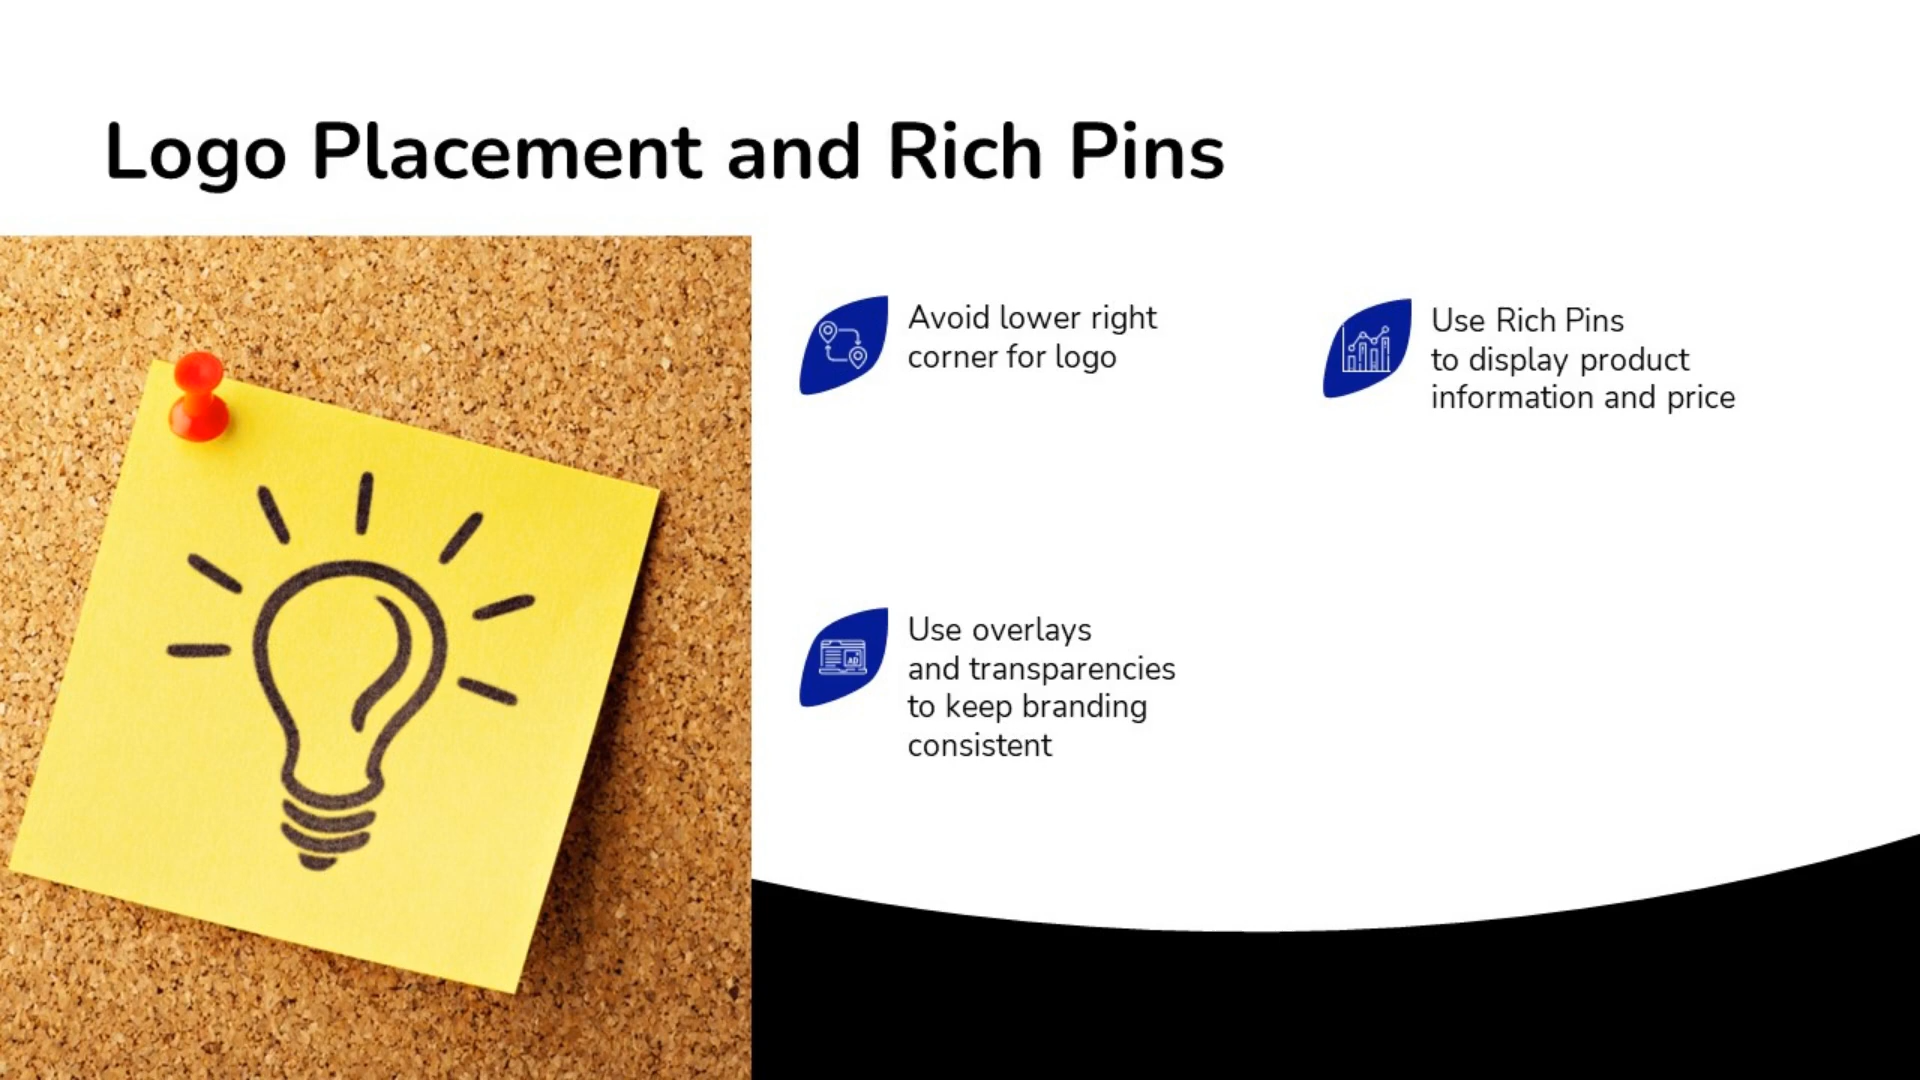 Logo Placement and Rich Pins
Avoid lower right
corner for logo
Use Rich Pins
to display product
information and price
Use overlays
and transparencies
to keep branding
consistent
AD